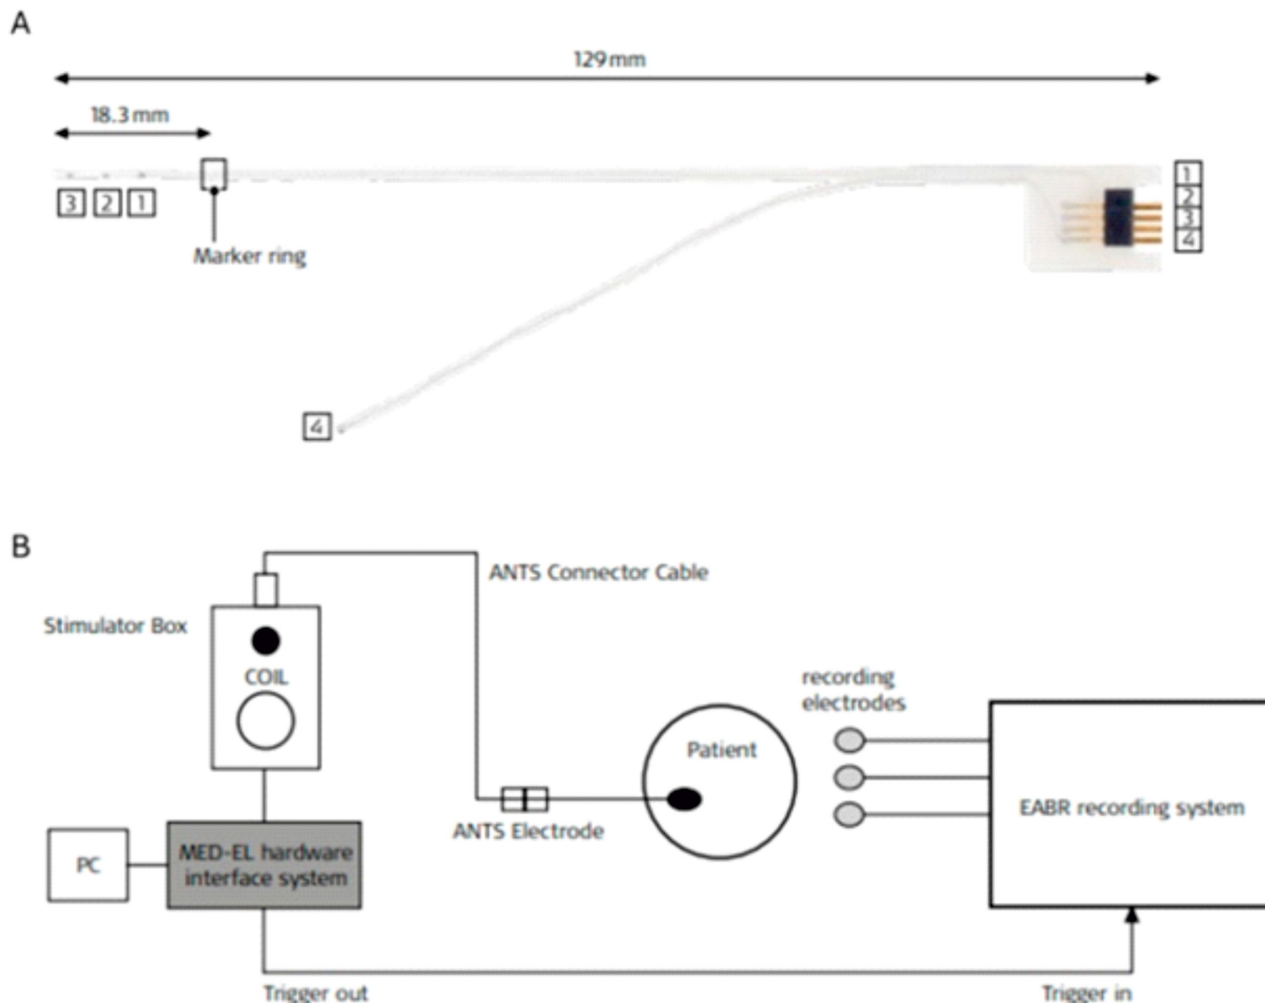 A
129 mm
18.3 mm
3 2 1
Marker ring
1
2
3
4
4
B
ANTS Connector Cable
Stimulator Box
COIL
recording
electrodes
Patient
EABR recording system
ANTS Electrode
PC
MED-EL hardware
interface system
Trigger out
Trigger in